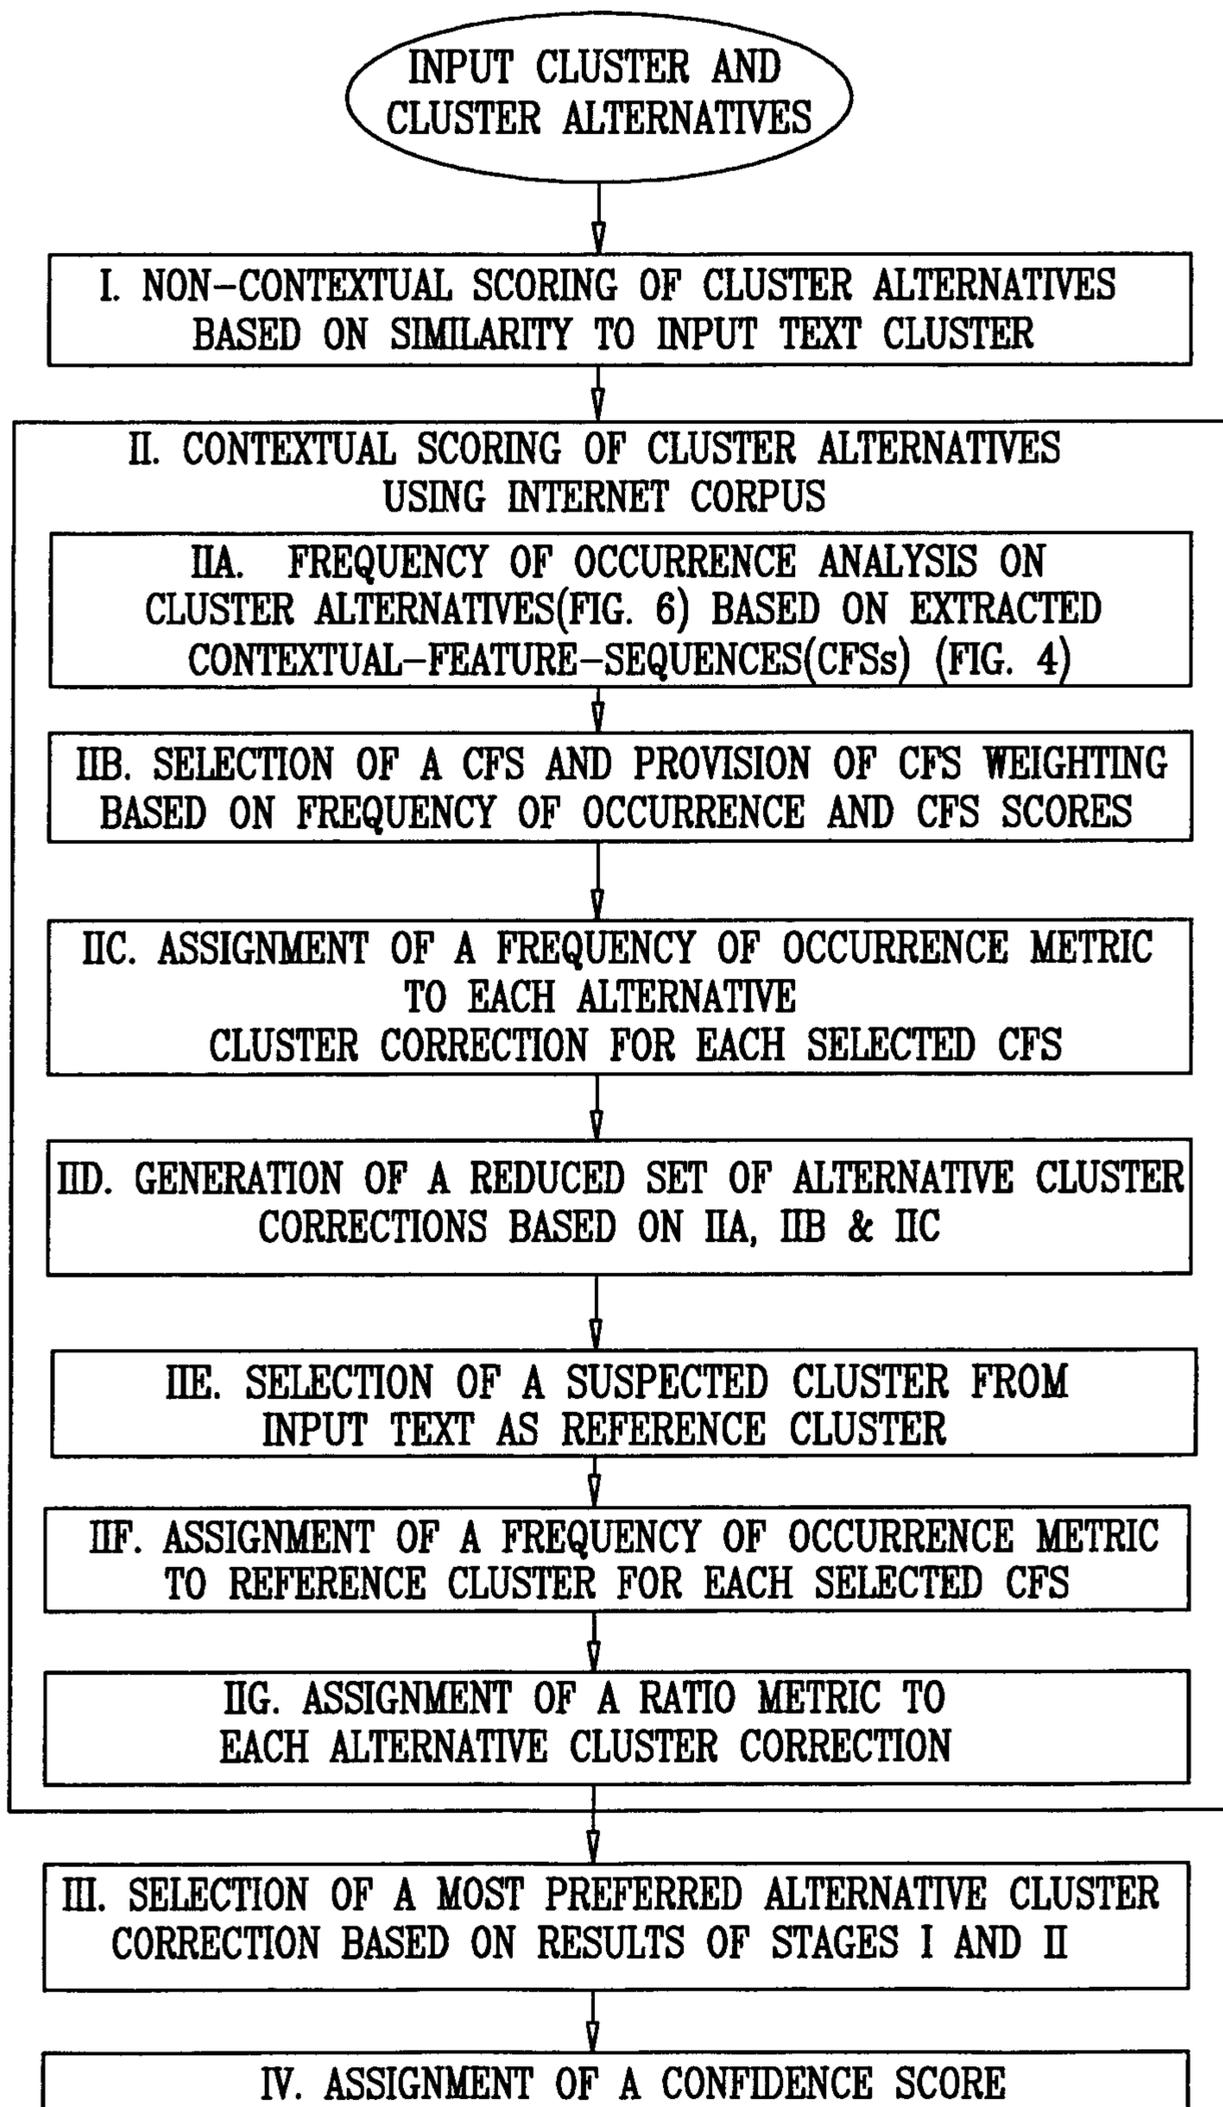 INPUT CLUSTER AND
CLUSTER ALTERNATIVES
I. NON-CONTEXTUAL SCORING OF CLUSTER ALTERNATIVES
BASED ON SIMILARITY TO INPUT TEXT CLUSTER
II. CONTEXTUAL SCORING OF CLUSTER ALTERNATIVES
USING INTERNET CORPUS
IIA. FREQUENCY OF OCCURRENCE ANALYSIS ON
CLUSTER ALTERNATIVES(FIG. 6) BASED ON EXTRACTED
CONTEXTUAL-FEATURE-SEQUENCES(CFSs) (FIG. 4)
IIB. SELECTION OF A CFS AND PROVISION OF CFS WEIGHTING
BASED ON FREQUENCY OF OCCURRENCE AND CFS SCORES
IIC. ASSIGNMENT OF A FREQUENCY OF OCCURRENCE METRIC
TO EACH ALTERNATIVE
CLUSTER CORRECTION FOR EACH SELECTED CFS
IID. GENERATION OF A REDUCED SET OF ALTERNATIVE CLUSTER
CORRECTIONS BASED ON IIA, IIB & IIC
IIE. SELECTION OF A SUSPECTED CLUSTER FROM
INPUT TEXT AS REFERENCE CLUSTER
IIF. ASSIGNMENT OF A FREQUENCY OF OCCURRENCE METRIC
TO REFERENCE CLUSTER FOR EACH SELECTED CFS
IIG. ASSIGNMENT OF A RATIO METRIC TO
EACH ALTERNATIVE CLUSTER CORRECTION
III. SELECTION OF A MOST PREFERRED ALTERNATIVE CLUSTER
CORRECTION BASED ON RESULTS OF STAGES I AND II
IV. ASSIGNMENT OF A CONFIDENCE SCORE